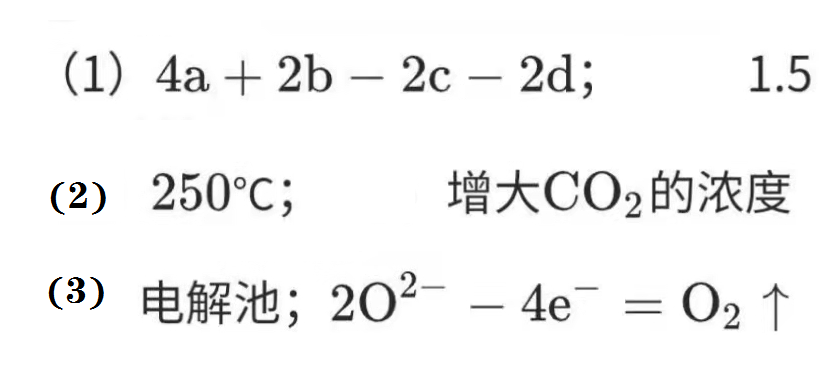 (1) 4a + 2b − 2c − 2d； 1.5
(2) 250℃； 增大CO₂的浓度
(3) 电解池；2O²⁻ − 4e⁻ = O₂ ↑